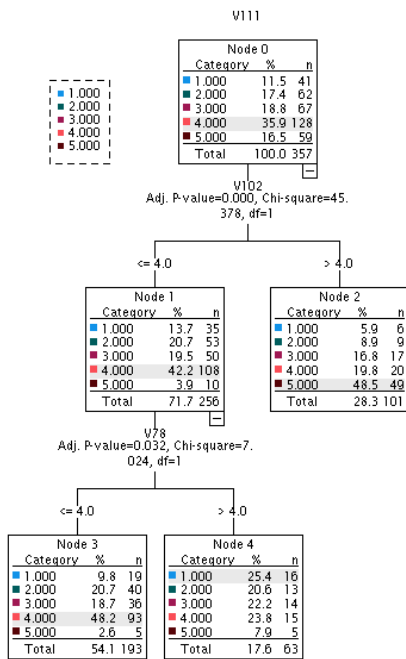 V111
1.000
2.000
3.000
4.000
5.000
Node 0
Category % n
1.000 11.5 41
2.000 17.4 62
3.000 18.8 67
4.000 35.9 128
5.000 16.5 59
Total 100.0 357
V102
Adj. P-value=0.000, Chi-square=45.
378, df=1
<= 4.0
> 4.0
Node 1
Category % n
1.000 13.7 35
2.000 20.7 53
3.000 19.5 50
4.000 42.2 108
5.000 3.9 10
Total 71.7 256
Node 2
Category % n
1.000 5.9 6
2.000 8.9 9
3.000 16.8 17
4.000 19.8 20
5.000 48.5 49
Total 28.3 101
V78
Adj. P-value=0.032, Chi-square=7.
024, df=1
<= 4.0
> 4.0
Node 3
Category % n
1.000 9.8 19
2.000 20.7 40
3.000 18.7 36
4.000 48.2 93
5.000 2.6 5
Total 54.1 193
Node 4
Category % n
1.000 25.4 16
2.000 20.6 13
3.000 22.2 14
4.000 23.8 15
5.000 7.9 5
Total 17.6 63